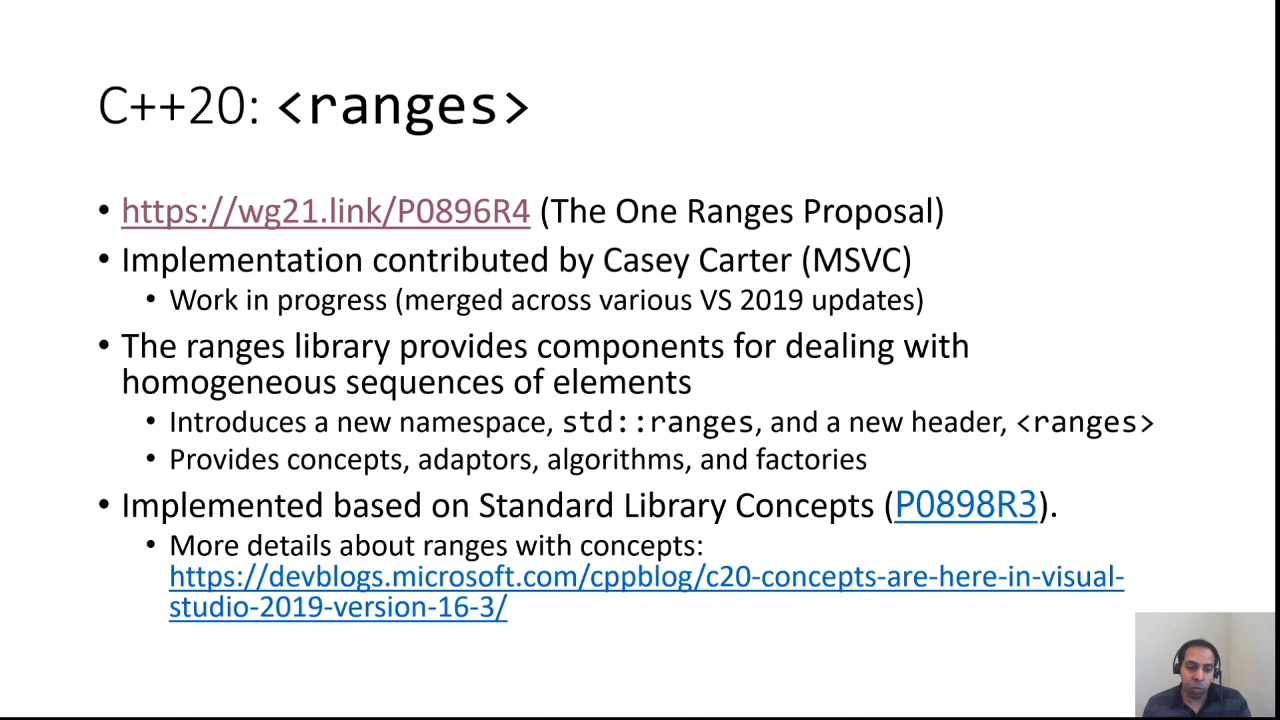 C++20: <ranges>
• https://wg21.link/P0896R4 (The One Ranges Proposal)
• Implementation contributed by Casey Carter (MSVC)
• Work in progress (merged across various VS 2019 updates)
• The ranges library provides components for dealing with
homogeneous sequences of elements
• Introduces a new namespace, std::ranges, and a new header, <ranges>
• Provides concepts, adaptors, algorithms, and factories
• Implemented based on Standard Library Concepts (P0898R3).
• More details about ranges with concepts:
https://devblogs.microsoft.com/cppblog/c20-concepts-are-here-in-visual-
studio-2019-version-16-3/